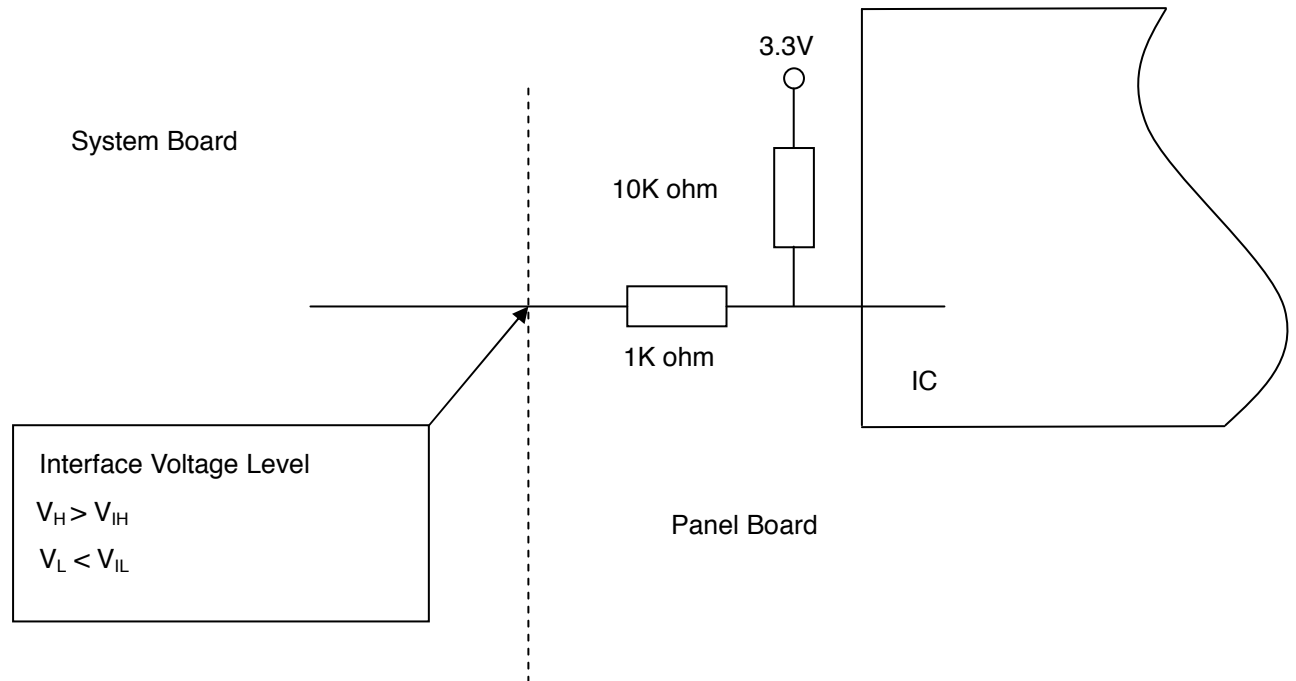 3.3V
System Board
10K ohm
1K ohm
IC
Interface Voltage Level
V_H > V_IH
V_L < V_IL
Panel Board